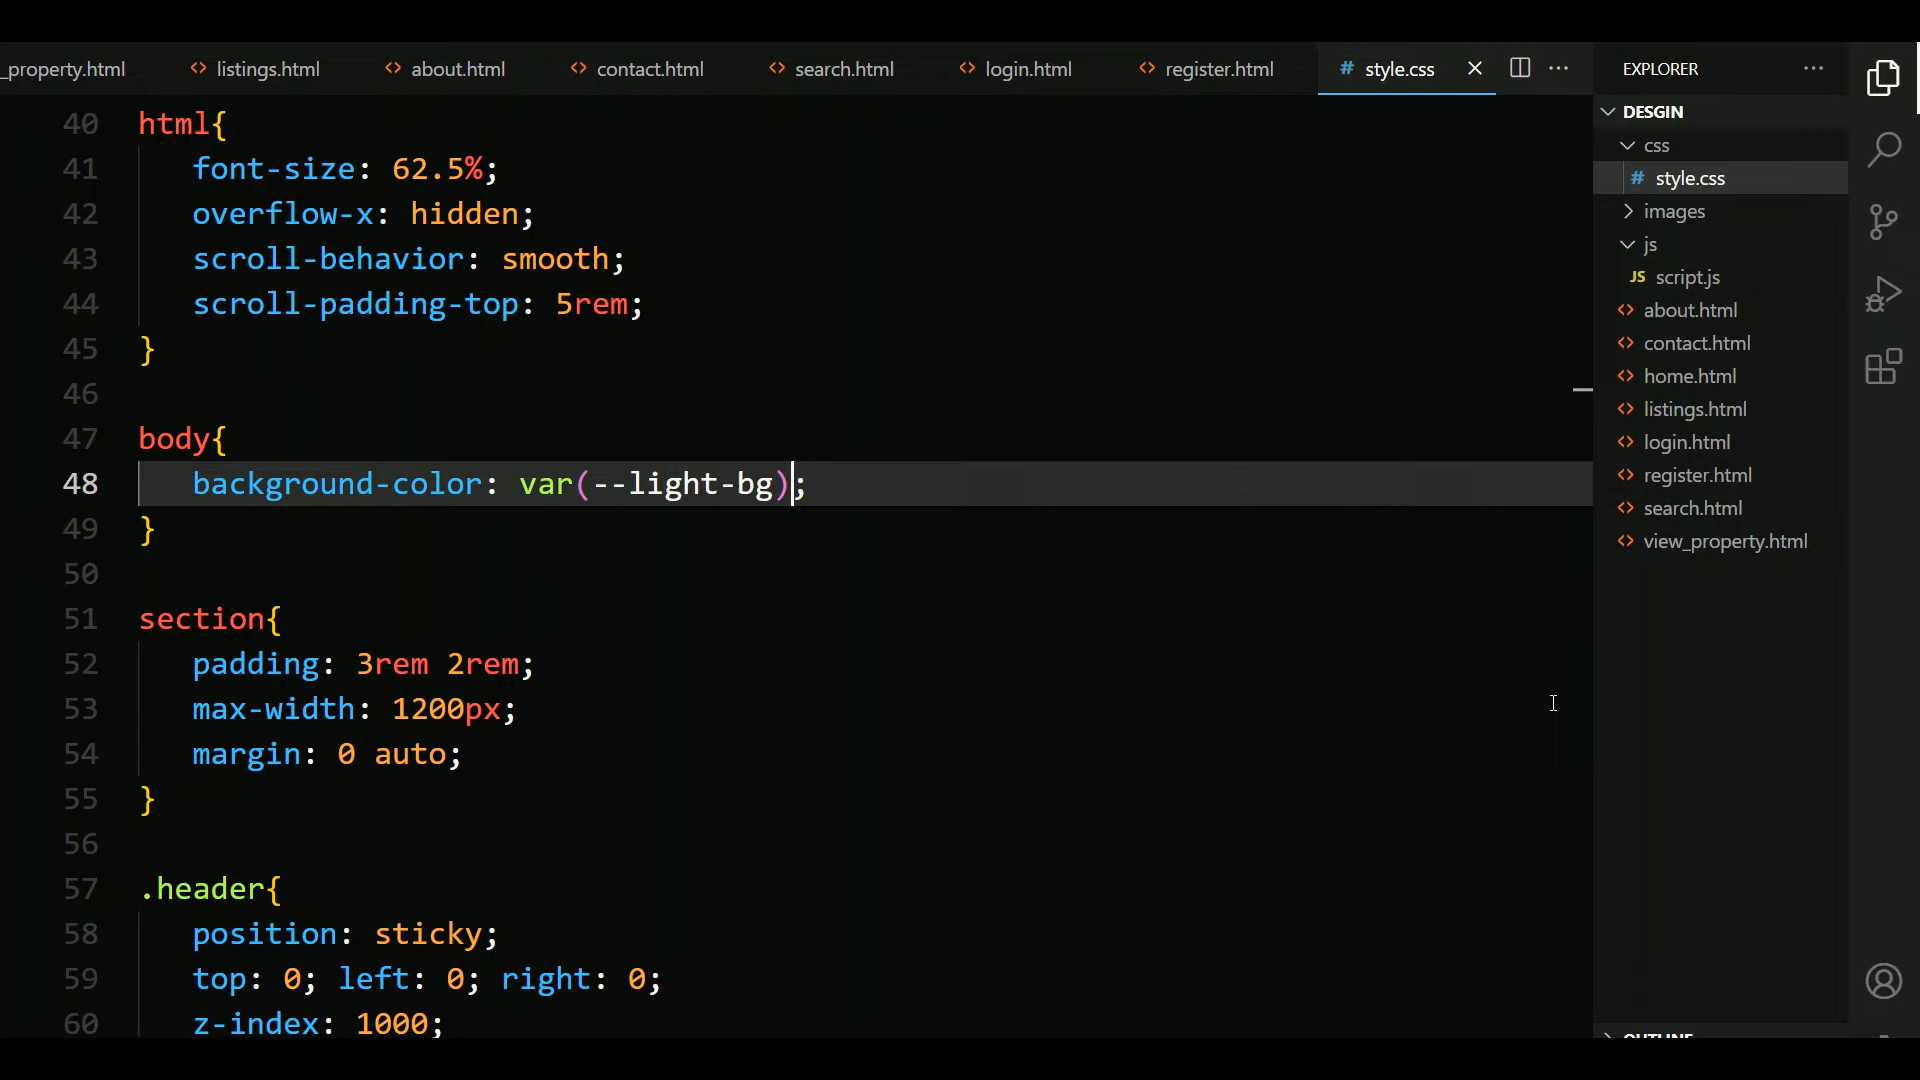 _property.html listings.html about.html contact.html search.html login.html register.html # style.css
40 html{
41 font-size: 62.5%;
42 overflow-x: hidden;
43 scroll-behavior: smooth;
44 scroll-padding-top: 5rem;
45 }
46
47 body{
48 background-color: var(--light-bg);
49 }
50
51 section{
52 padding: 3rem 2rem;
53 max-width: 1200px;
54 margin: 0 auto;
55 }
56
57 .header{
58 position: sticky;
59 top: 0; left: 0; right: 0;
60 z-index: 1000;
EXPLORER
DESGIN
css
# style.css
images
js
JS script.js
about.html
contact.html
home.html
listings.html
login.html
register.html
search.html
view_property.html
OUTLINE